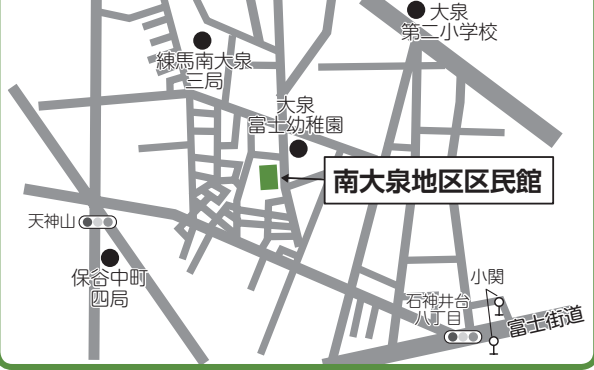 大泉
第二小学校
練馬南大泉
三局
大泉
富士幼稚園
南大泉地区区民館
天神山
保谷中町
四局
小関
石神井台
八丁目
富士街道